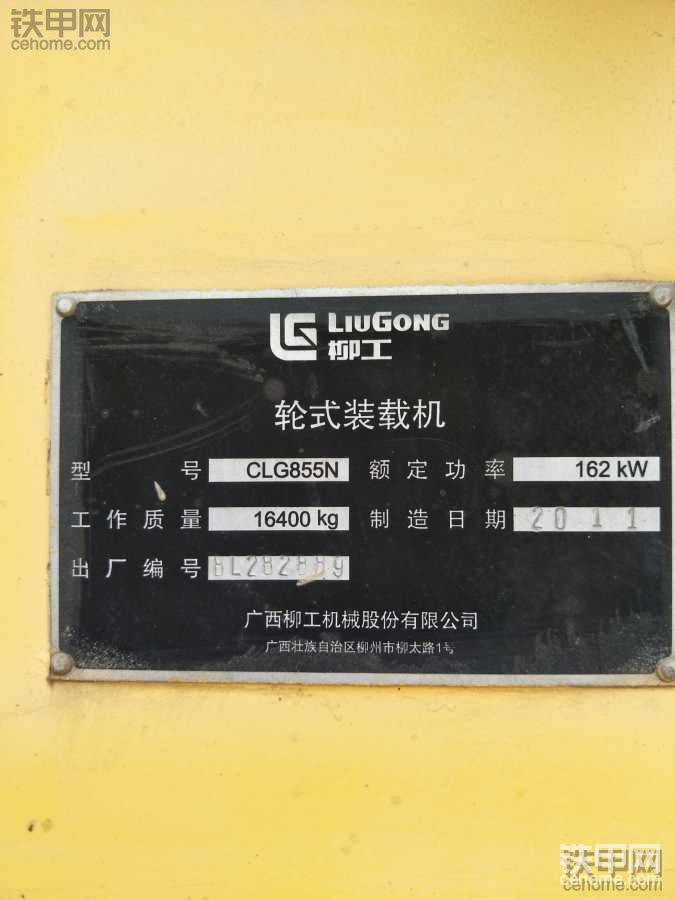 铁甲网
cehome.com
LIUGONG
柳工
轮式装载机
型号 CLG855N 额定功率 162 kW
工作质量 16400 kg 制造日期 2011
出厂编号
广西柳工机械股份有限公司
广西壮族自治区柳州市柳太路1号
铁甲网
cehome.com